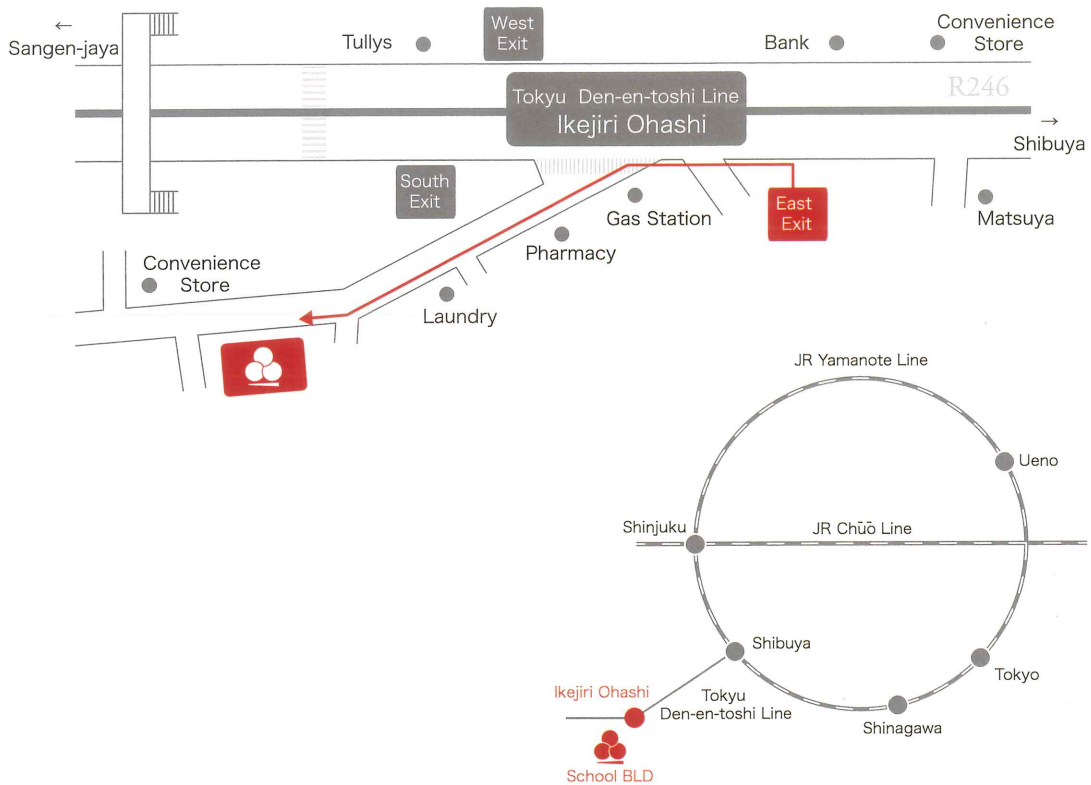 ←
Sangen-jaya
Tullys
West
Exit
Bank
Convenience
Store
R246
Tokyu Den-en-toshi Line
Ikejiri Ohashi
→
Shibuya
South
Exit
East
Exit
Gas Station
Matsuya
Pharmacy
Convenience
Store
Laundry
JR Yamanote Line
Ueno
Shinjuku
JR Chūō Line
Shibuya
Tokyo
Ikejiri Ohashi
Tokyu
Den-en-toshi Line
Shinagawa
School BLD